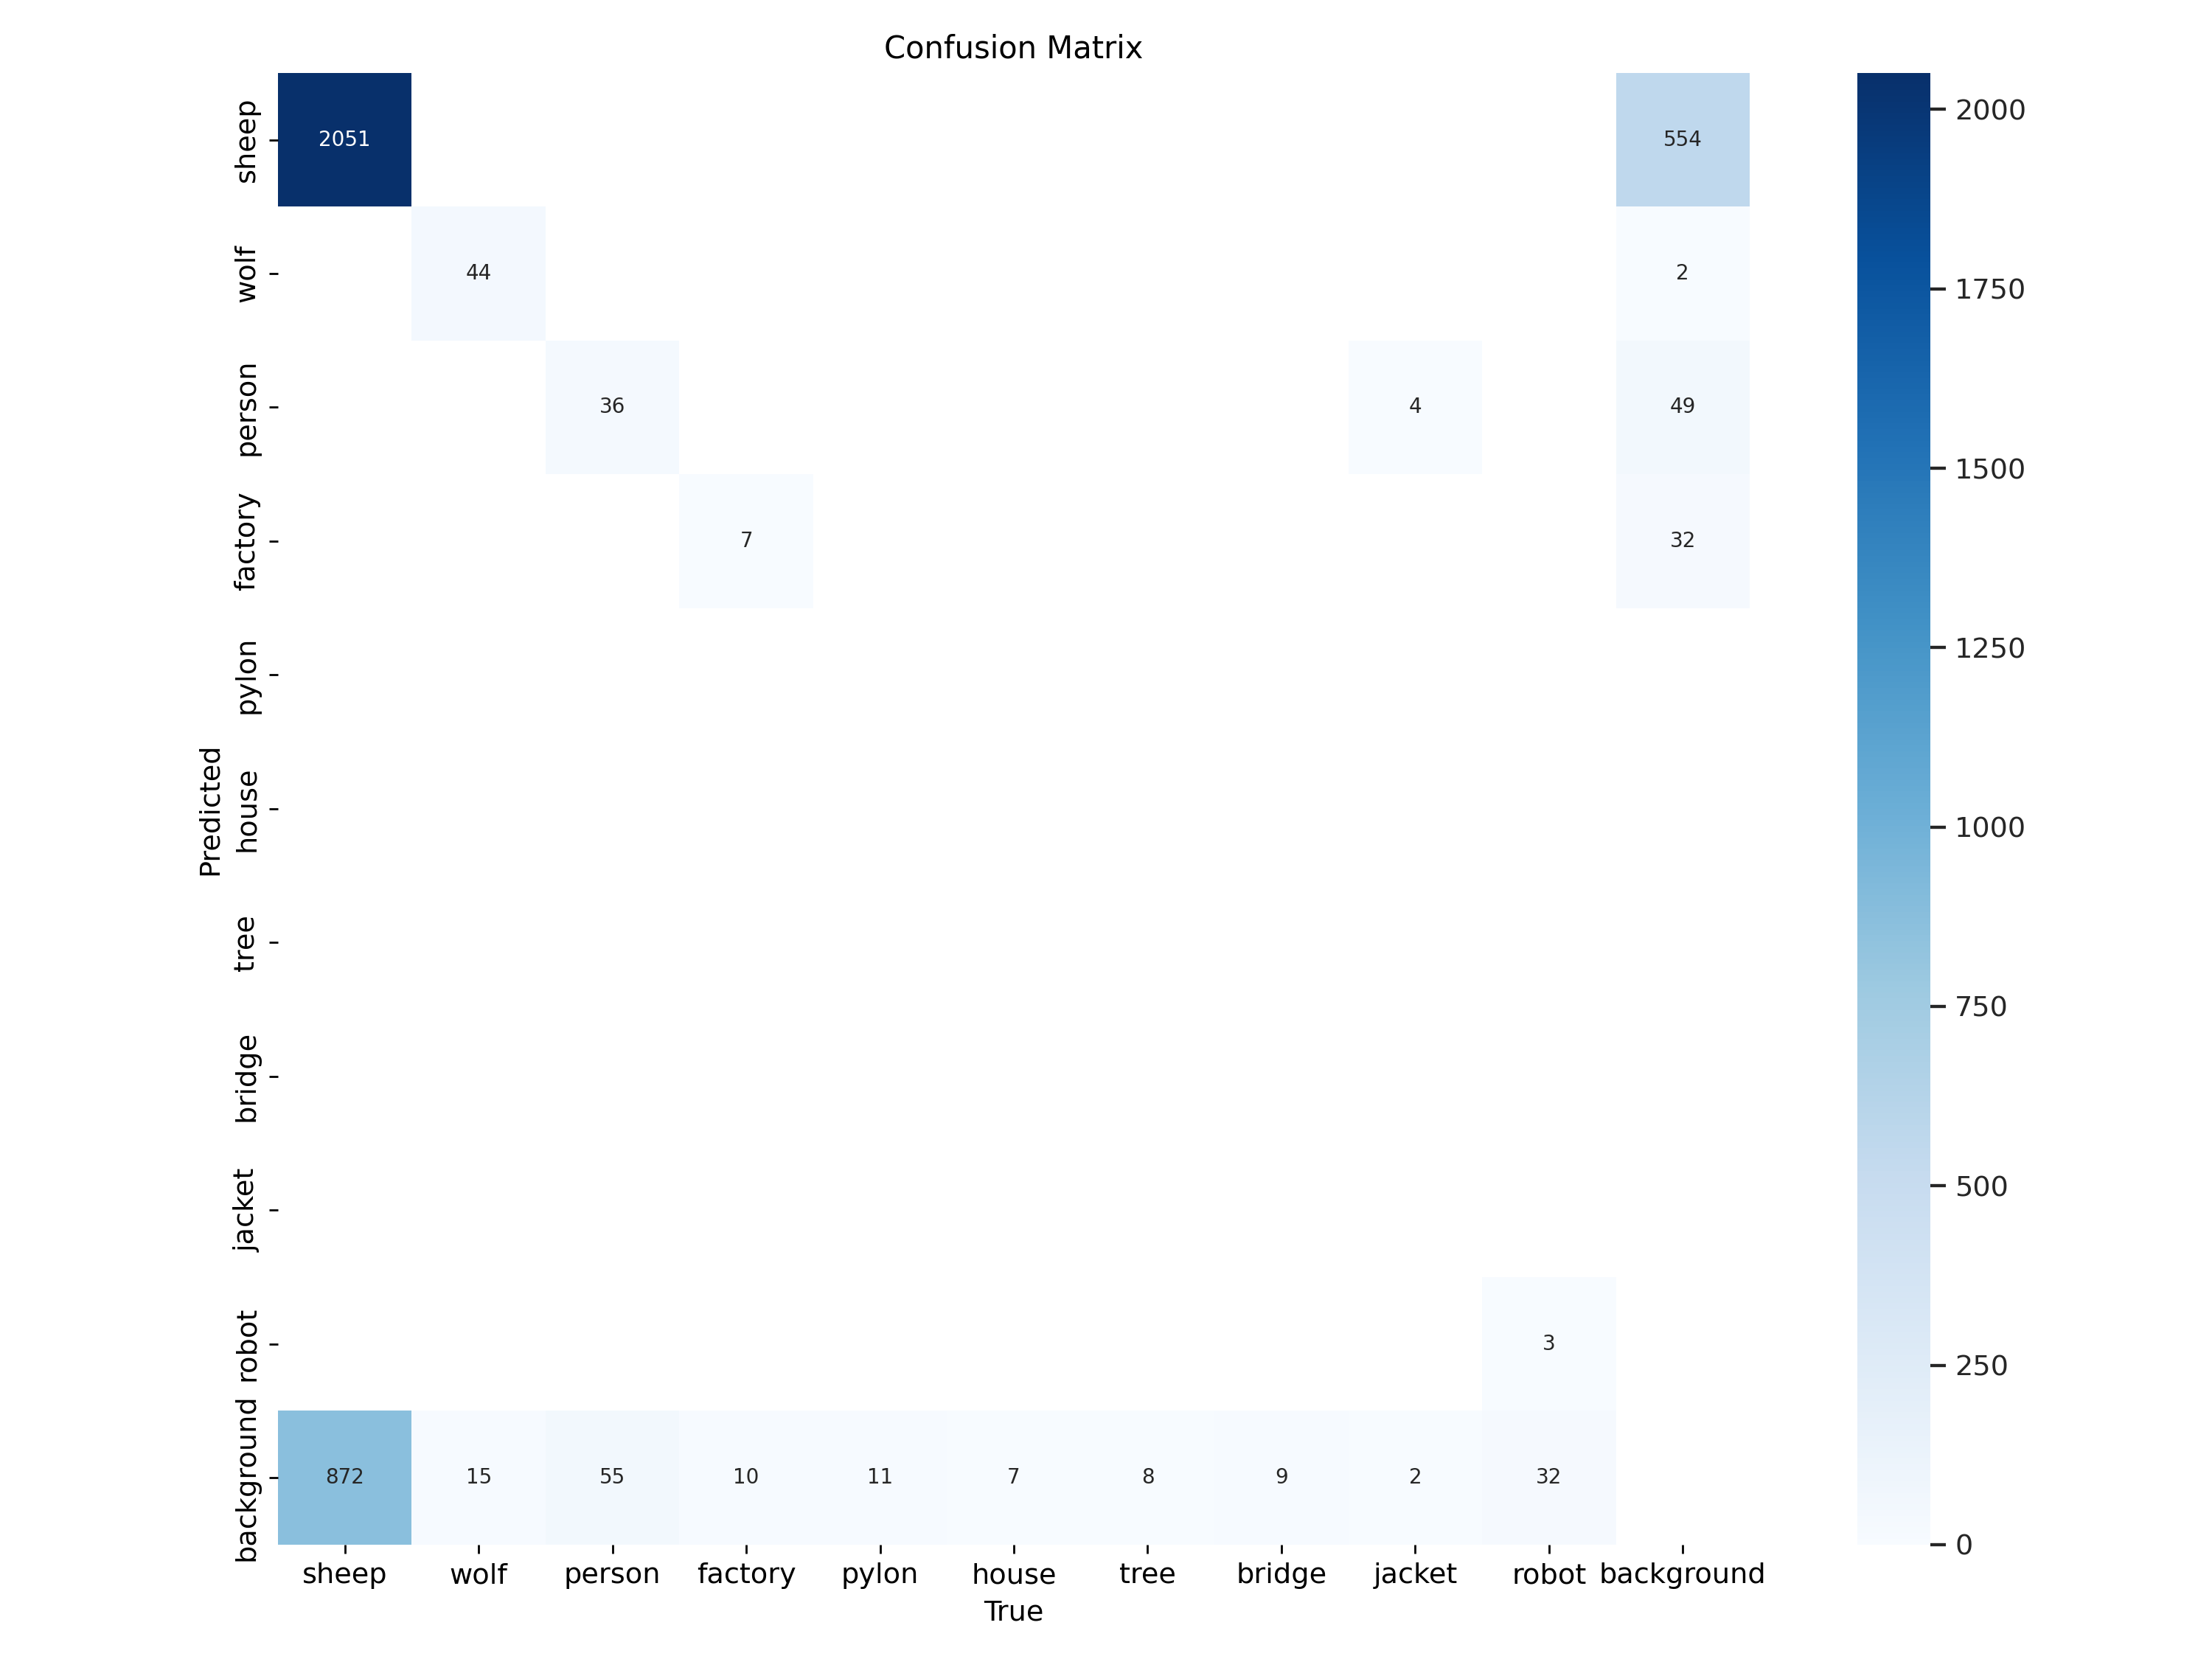 Confusion Matrix
sheep
2051
554
2000
wolf
44
2
1750
person
36
4
49
1500
factory
7
32
1250
pylon
Predicted
house
1000
tree
750
bridge
jacket
500
robot
3
250
background
872
15
55
10
11
7
8
9
2
32
0
sheep wolf person factory pylon house tree bridge jacket robot background
True